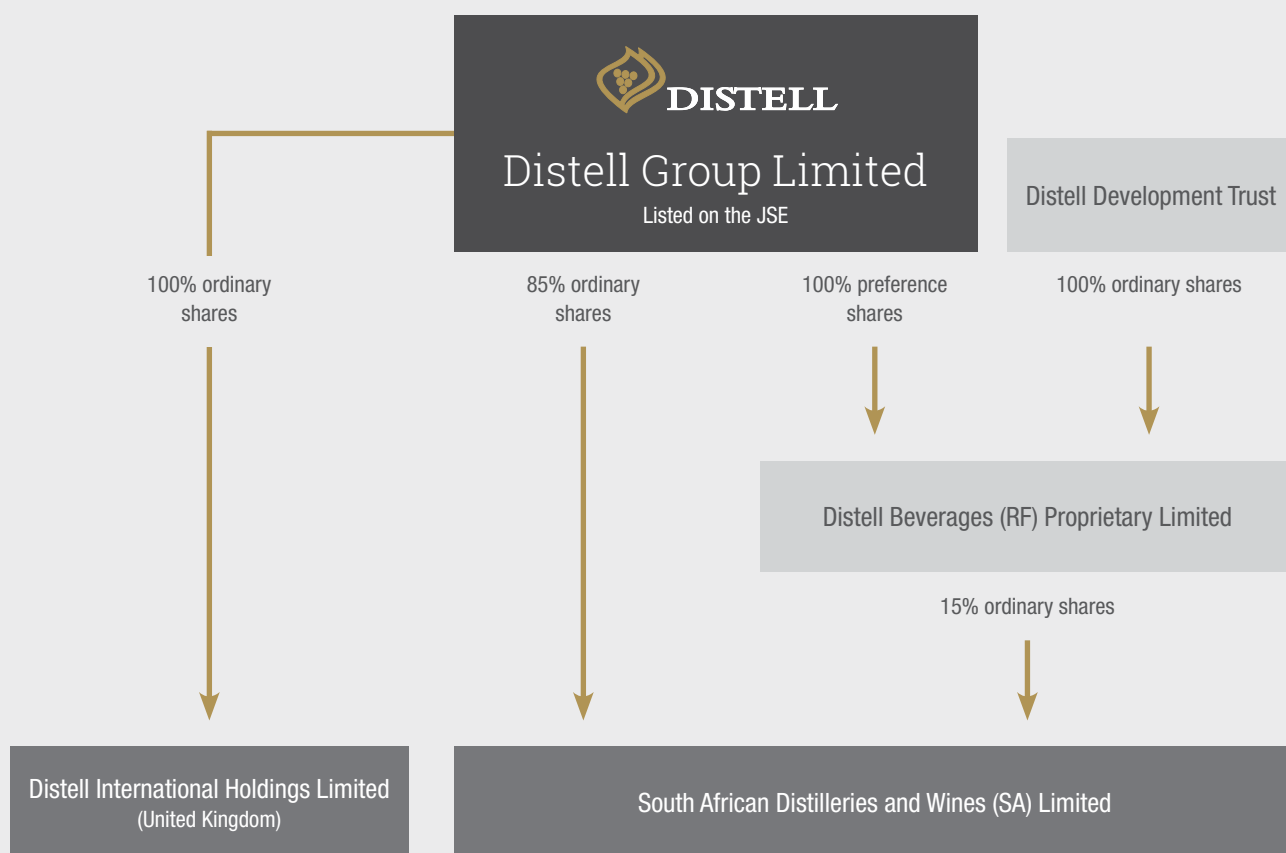 DISTELL
Distell Group Limited
Listed on the JSE
Distell Development Trust
100% ordinary
shares
85% ordinary
shares
100% preference
shares
100% ordinary shares
Distell Beverages (RF) Proprietary Limited
15% ordinary shares
Distell International Holdings Limited
(United Kingdom)
South African Distilleries and Wines (SA) Limited